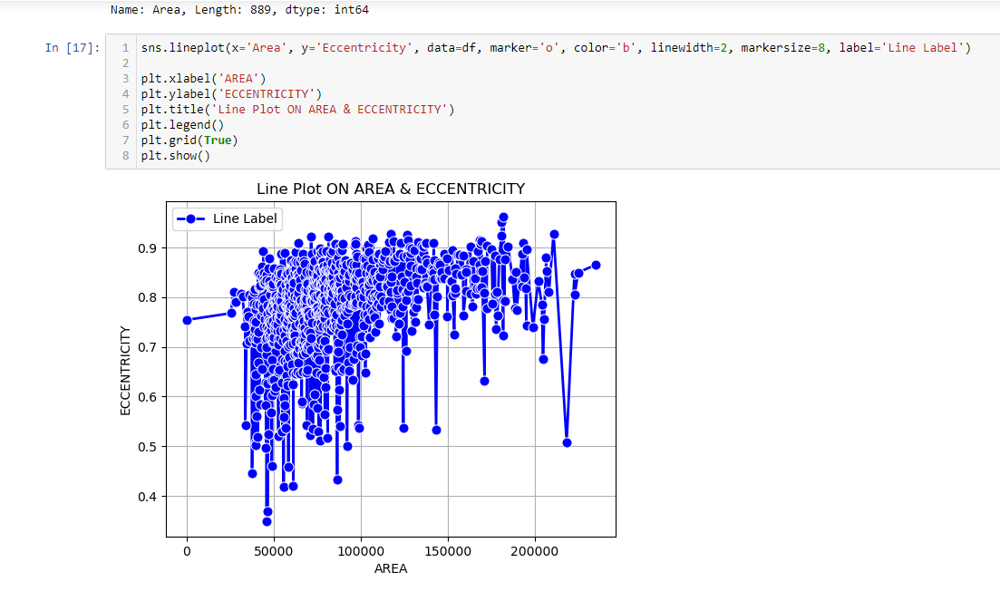 Name: Area, Length: 889, dtype: int64
In [17]:
1 sns.lineplot(x='Area', y='Eccentricity', data=df, marker='o', color='b', linewidth=2, markersize=8, label='Line Label')
2
3 plt.xlabel('AREA')
4 plt.ylabel('ECCENTRICITY')
5 plt.title('Line Plot ON AREA & ECCENTRICITY')
6 plt.legend()
7 plt.grid(True)
8 plt.show()
Line Plot ON AREA & ECCENTRICITY
Line Label
0.9
0.8
0.7
0.6
0.5
0.4
ECCENTRICITY
0 50000 100000 150000 200000
AREA